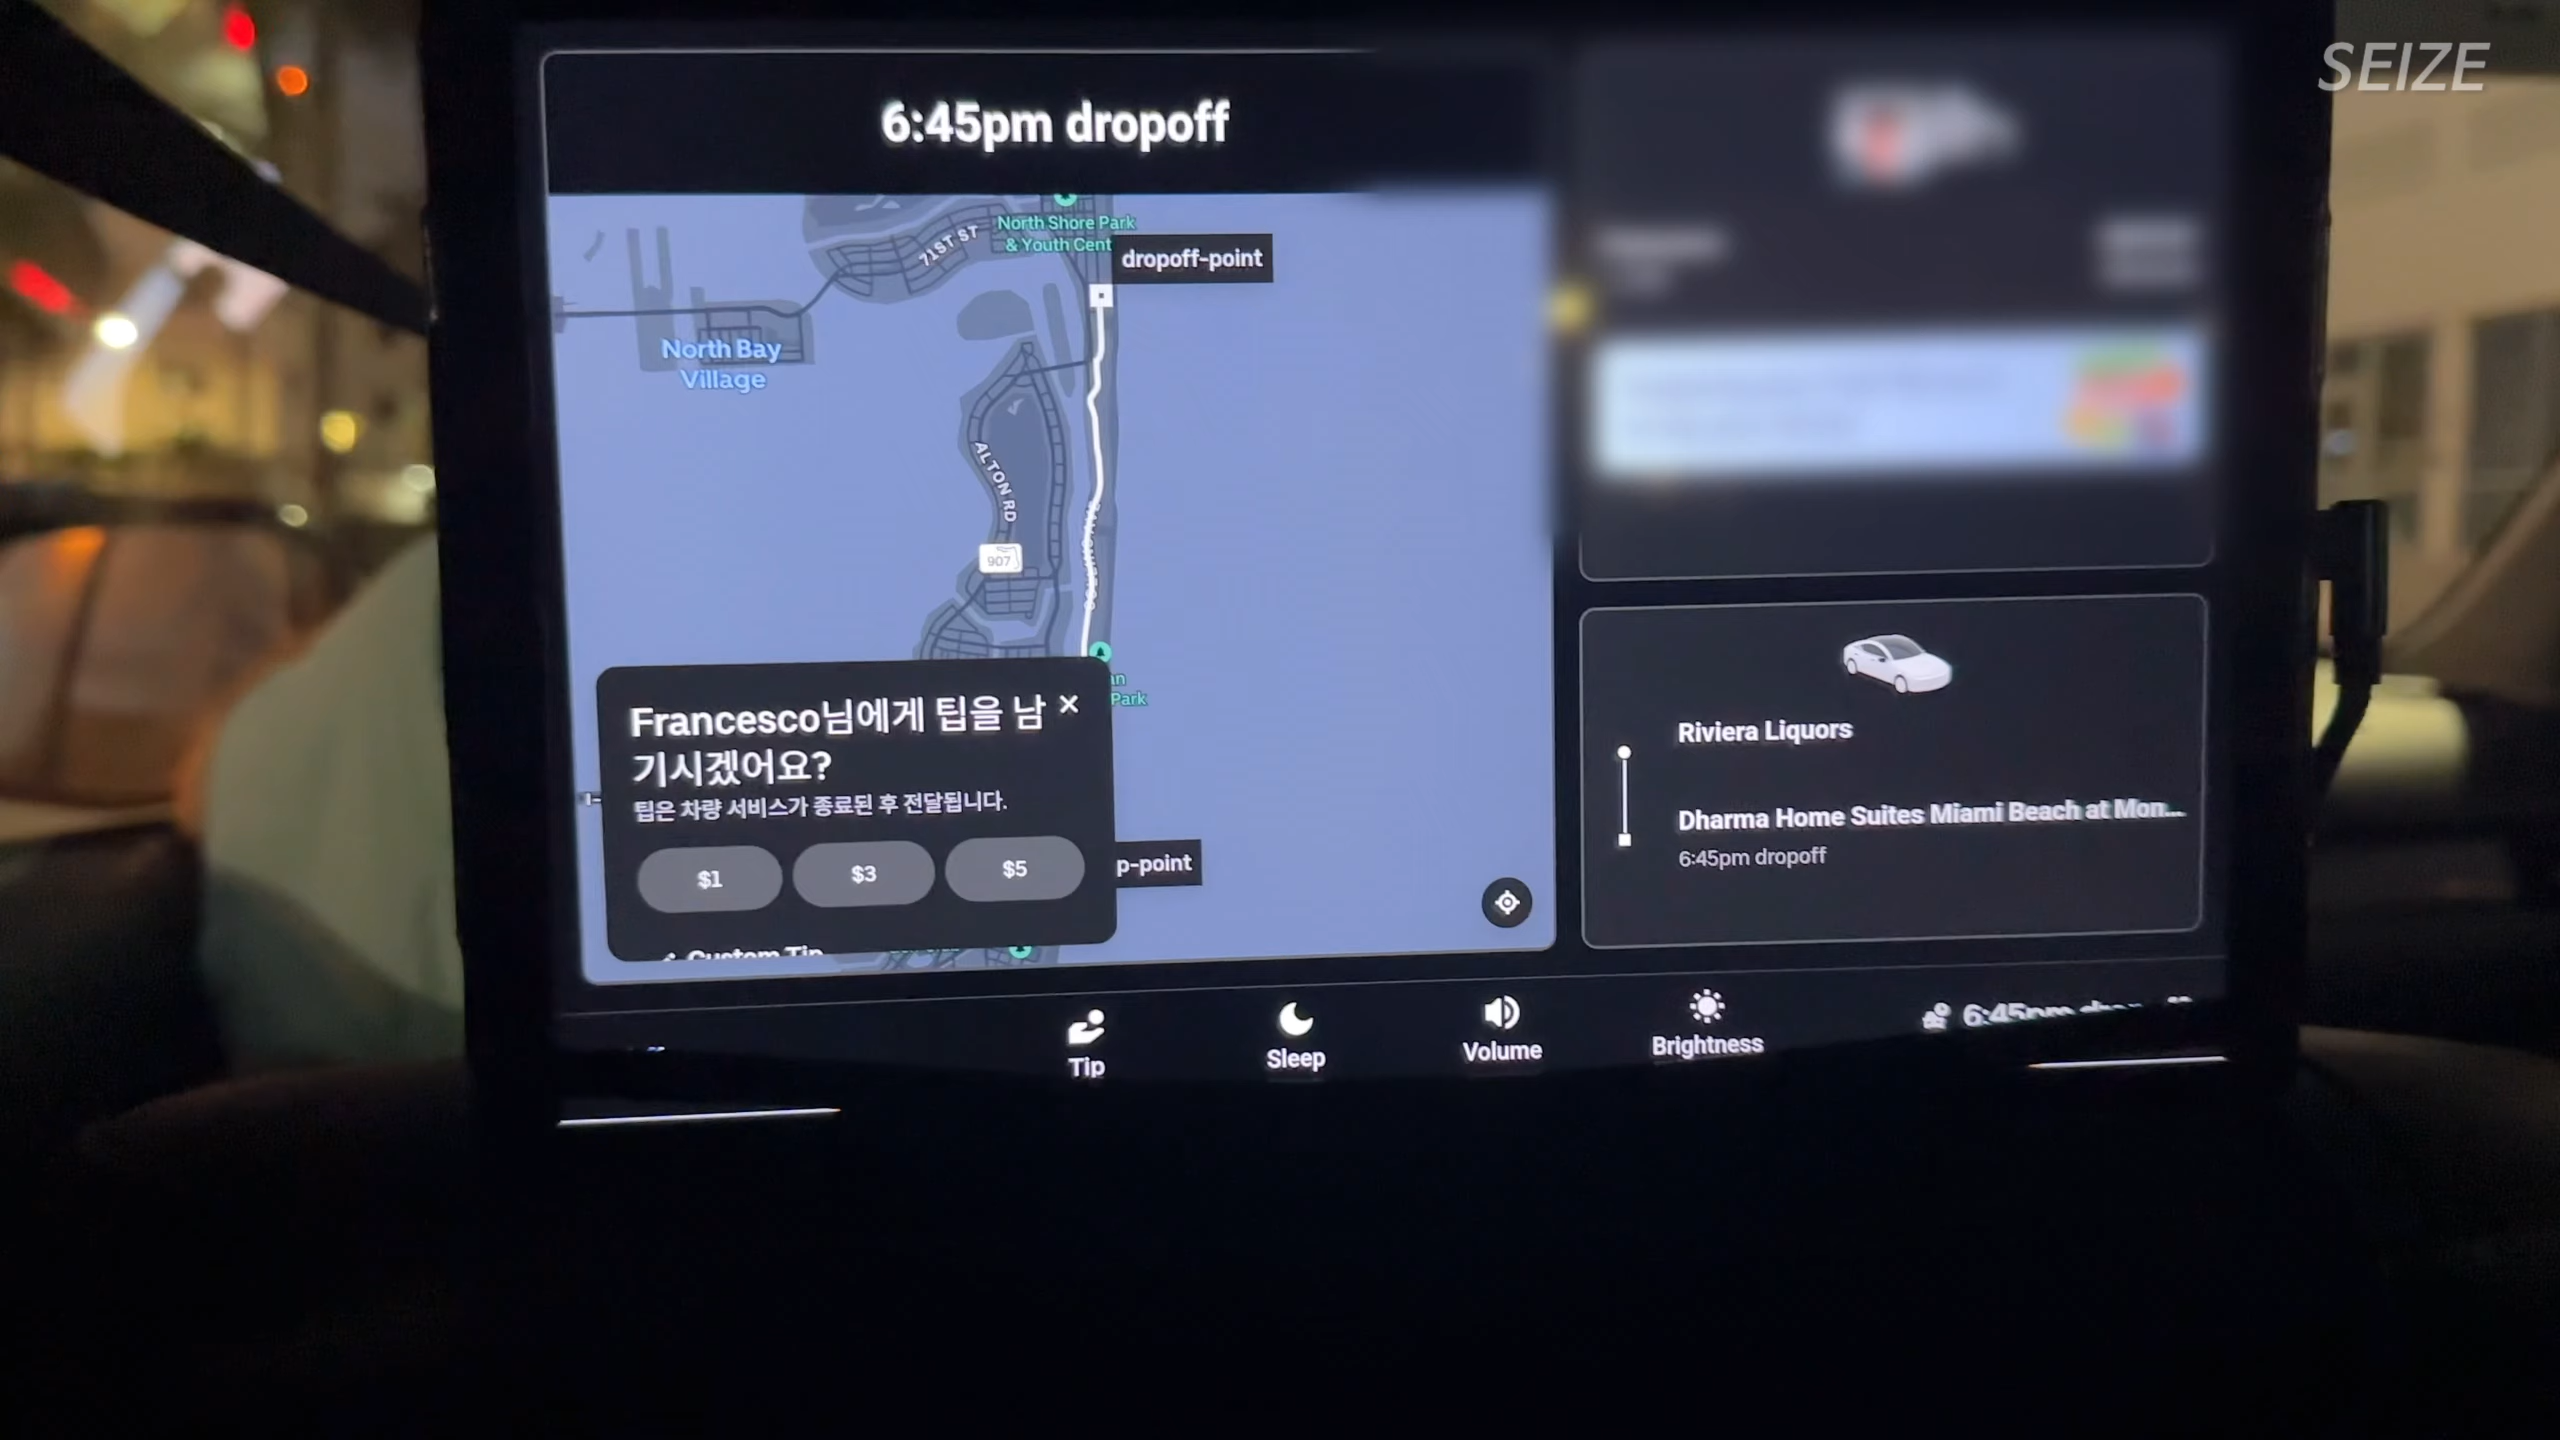 SEIZE
6:45pm dropoff
North Shore Park
& Youth Cent
71ST ST
dropoff-point
North Bay
Village
ALTON RD
907
Park
Francesco님에게 팁을 남
기시겠어요?
팁은 차량 서비스가 종료된 후 전달됩니다.
$1
$3
$5
Custom Tip
p-point
Riviera Liquors
Dharma Home Suites Miami Beach at Mon...
6:45pm dropoff
Tip
Sleep
Volume
Brightness
6:45pm